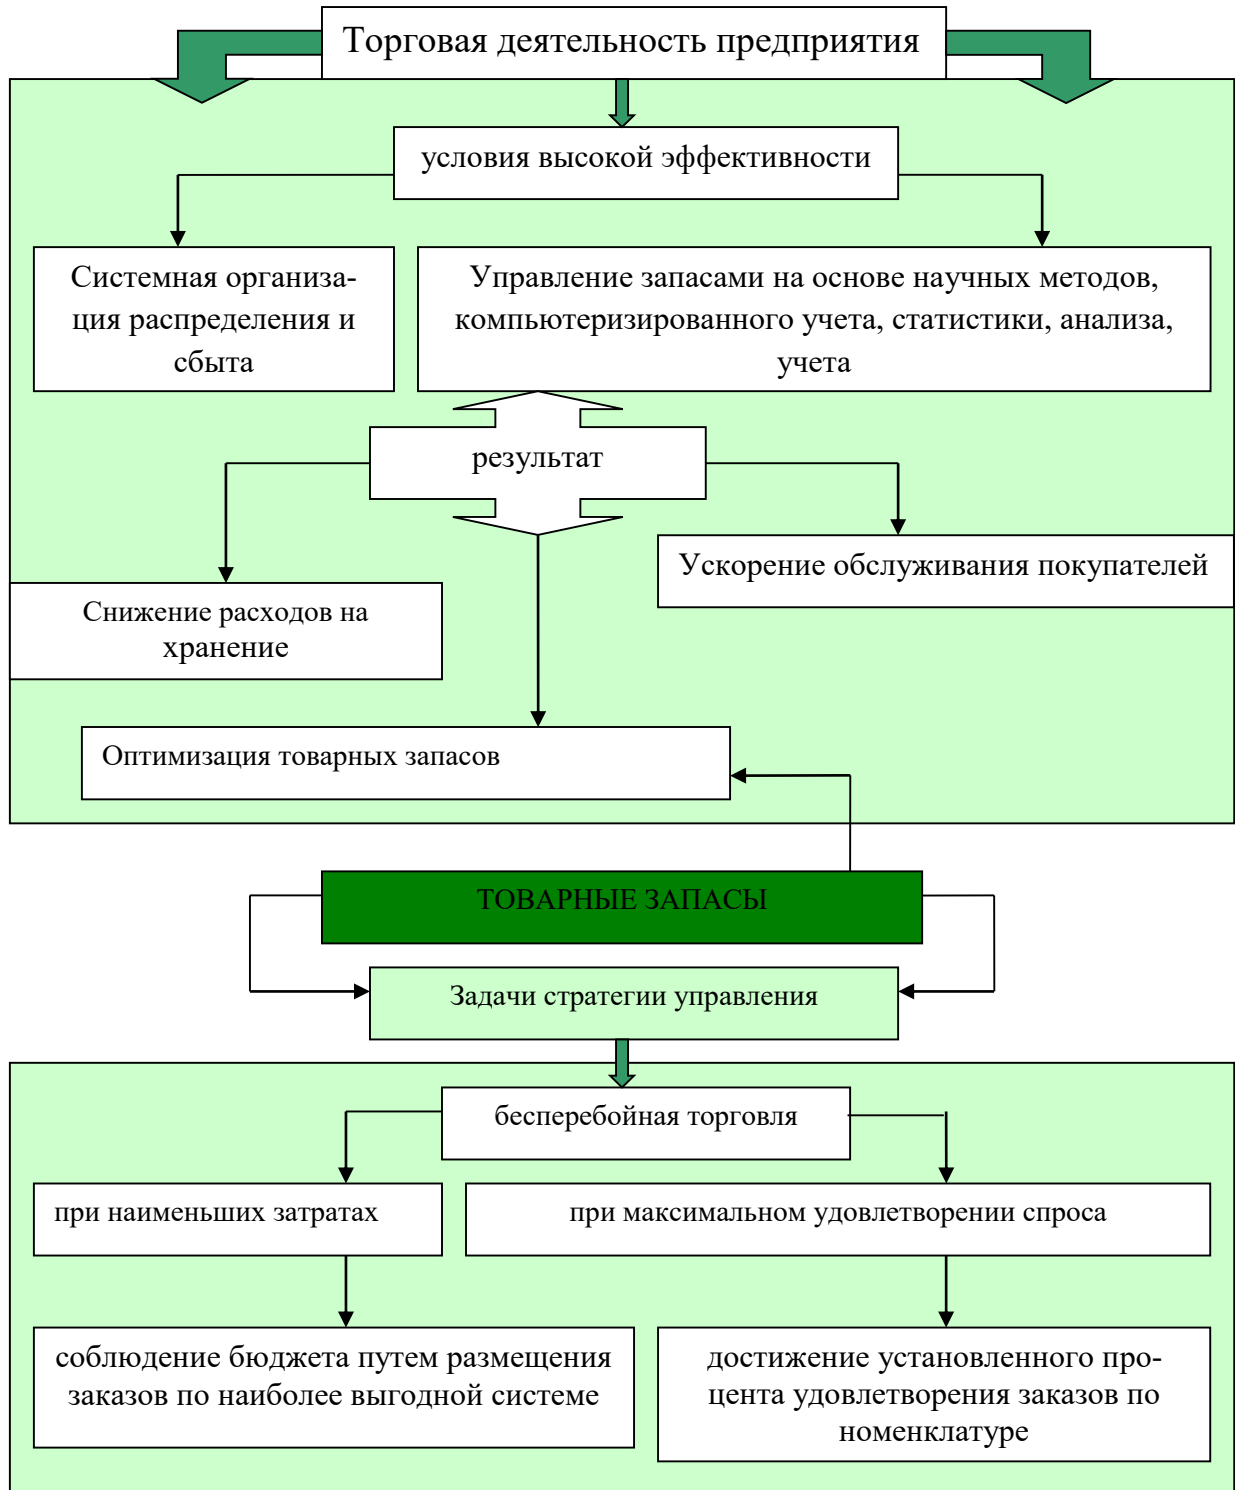 Торговая деятельность предприятия
условия высокой эффективности
Системная организа-
ция распределения и
сбыта
Управление запасами на основе научных методов,
компьютеризированного учета, статистики, анализа,
учета
результат
Ускорение обслуживания покупателей
Снижение расходов на
хранение
Оптимизация товарных запасов
ТОВАРНЫЕ ЗАПАСЫ
Задачи стратегии управления
бесперебойная торговля
при наименьших затратах
при максимальном удовлетворении спроса
соблюдение бюджета путем размещения
заказов по наиболее выгодной системе
достижение установленного про-
цента удовлетворения заказов по
номенклатуре